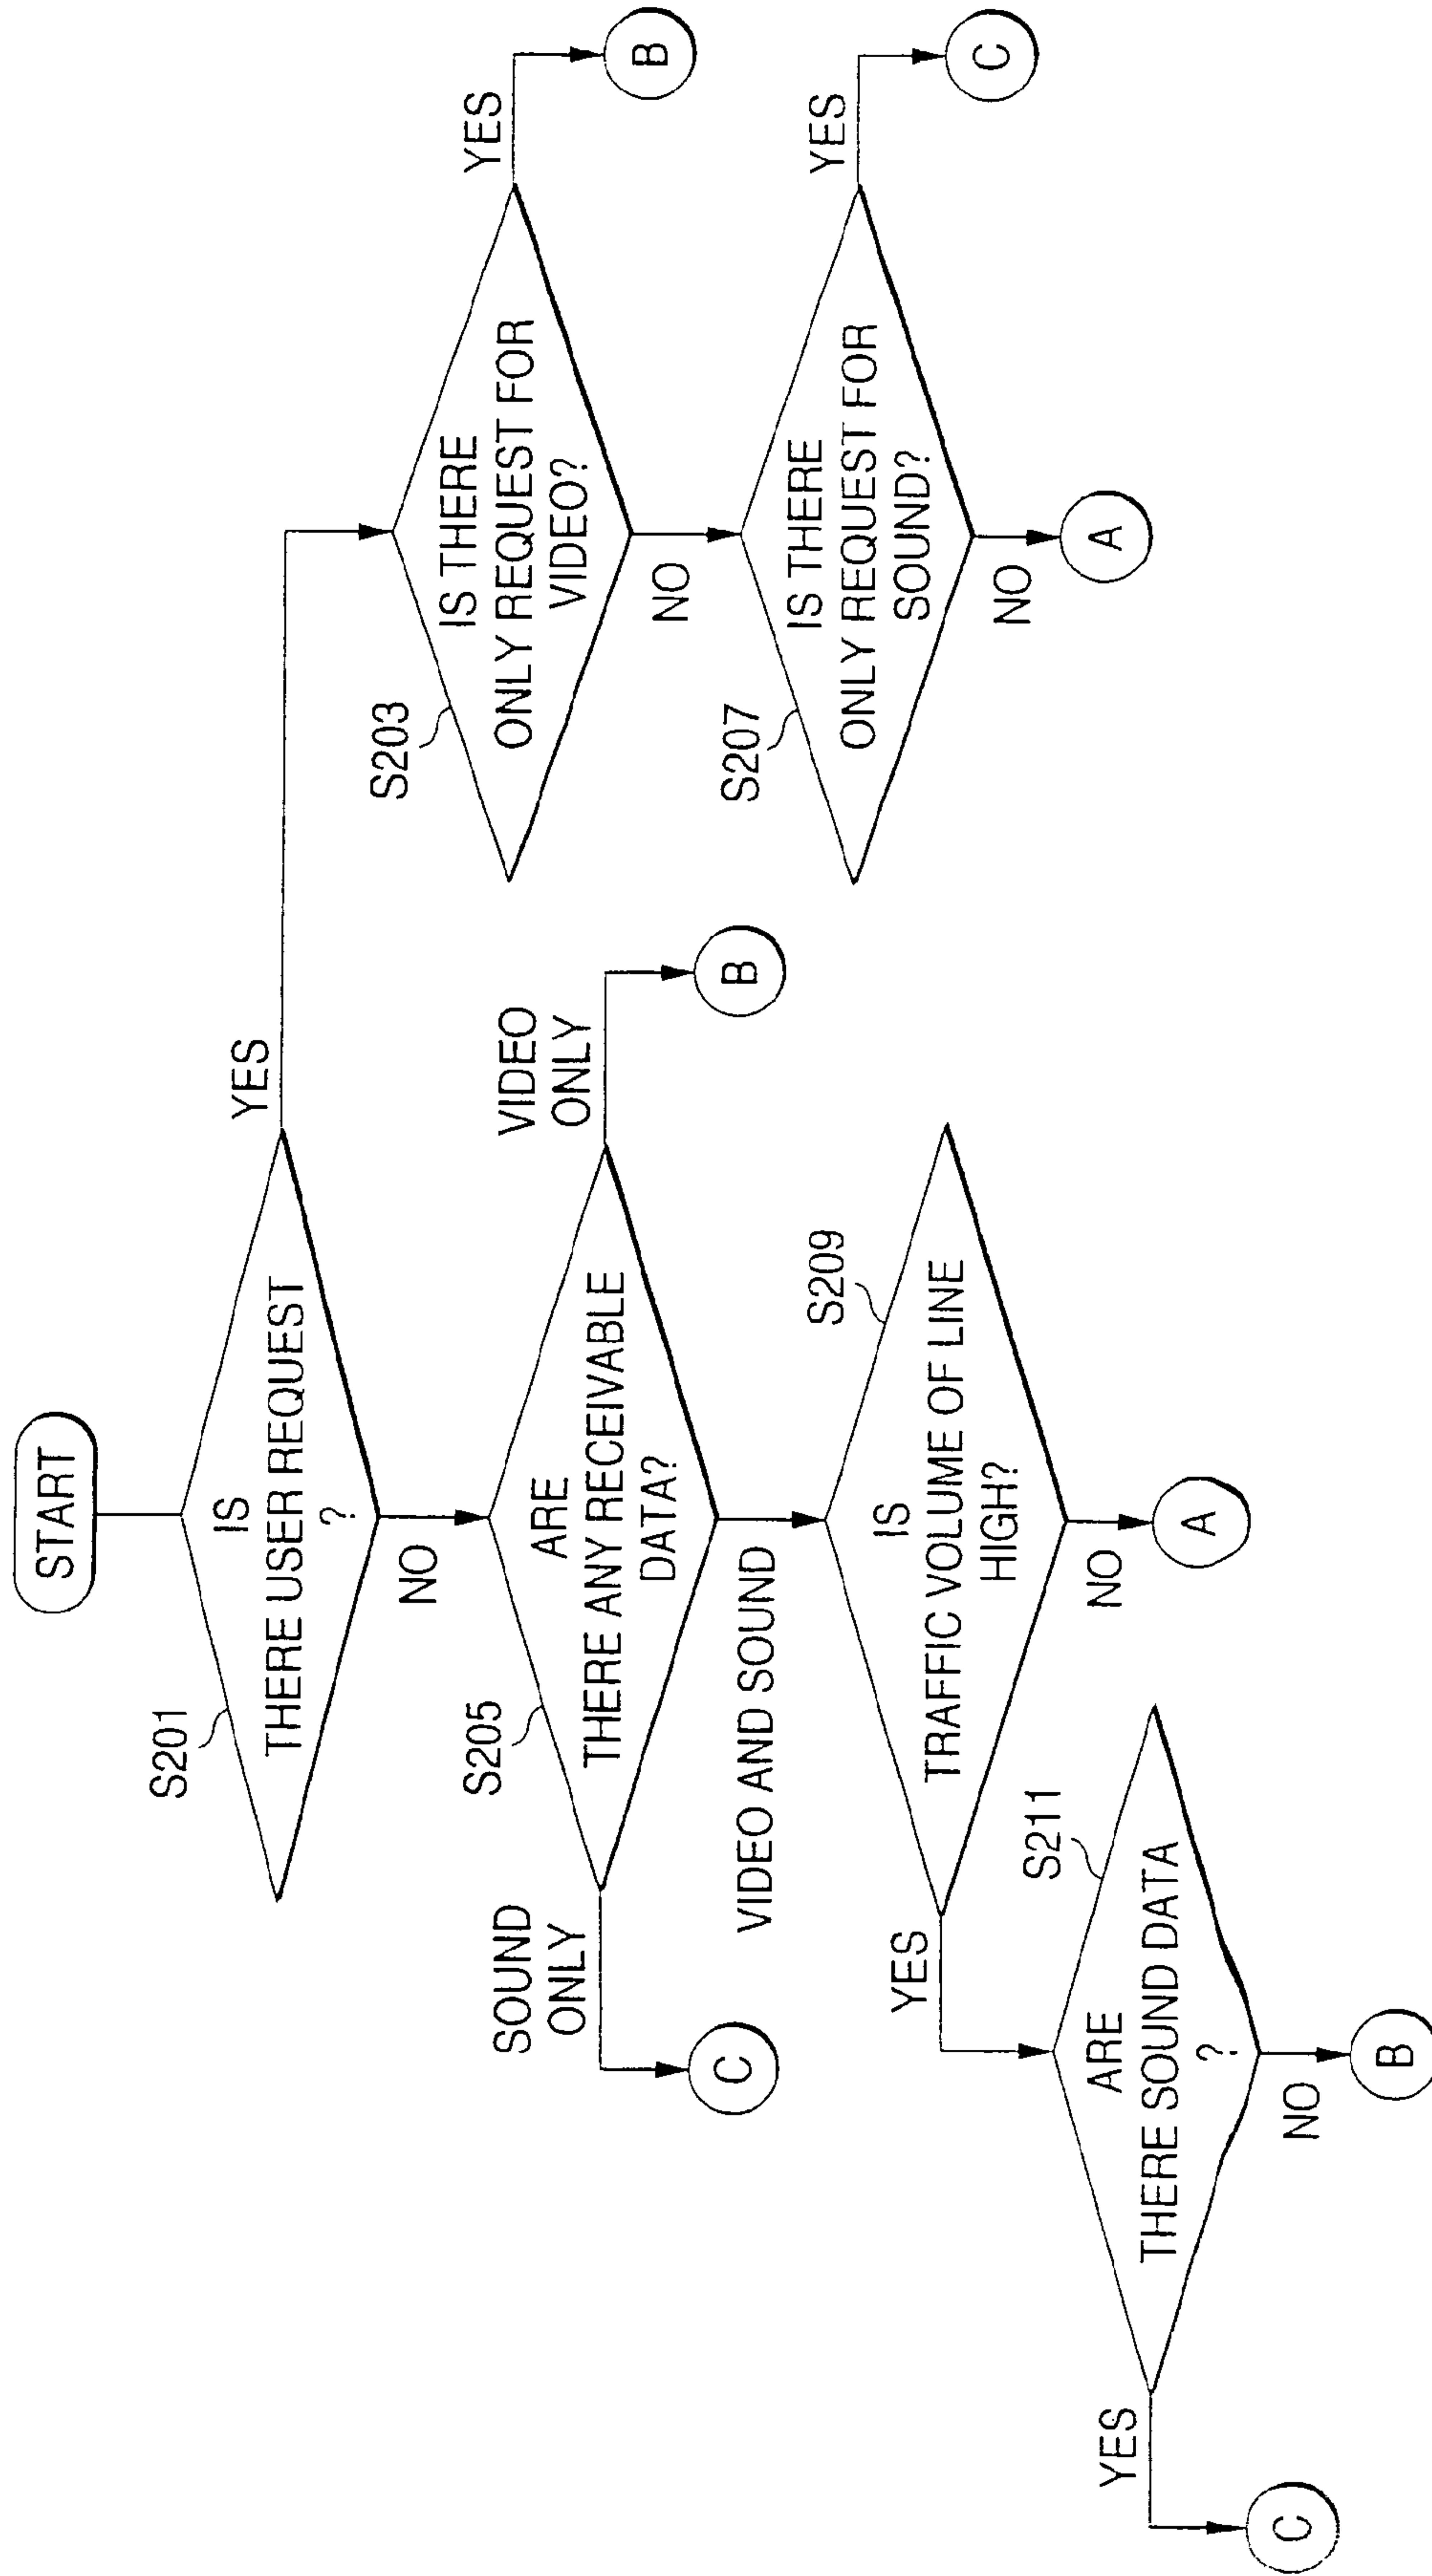 START
S201
IS
THERE USER REQUEST
?
YES
NO
S203
IS THERE
ONLY REQUEST FOR
VIDEO?
YES
B
NO
S205
ARE
THERE ANY RECEIVABLE
DATA?
SOUND
ONLY
C
VIDEO
ONLY
B
VIDEO AND SOUND
S207
IS THERE
ONLY REQUEST FOR
SOUND?
YES
C
NO
A
S209
IS
TRAFFIC VOLUME OF LINE
HIGH?
YES
NO
A
S211
ARE
THERE SOUND DATA
?
YES
C
NO
B